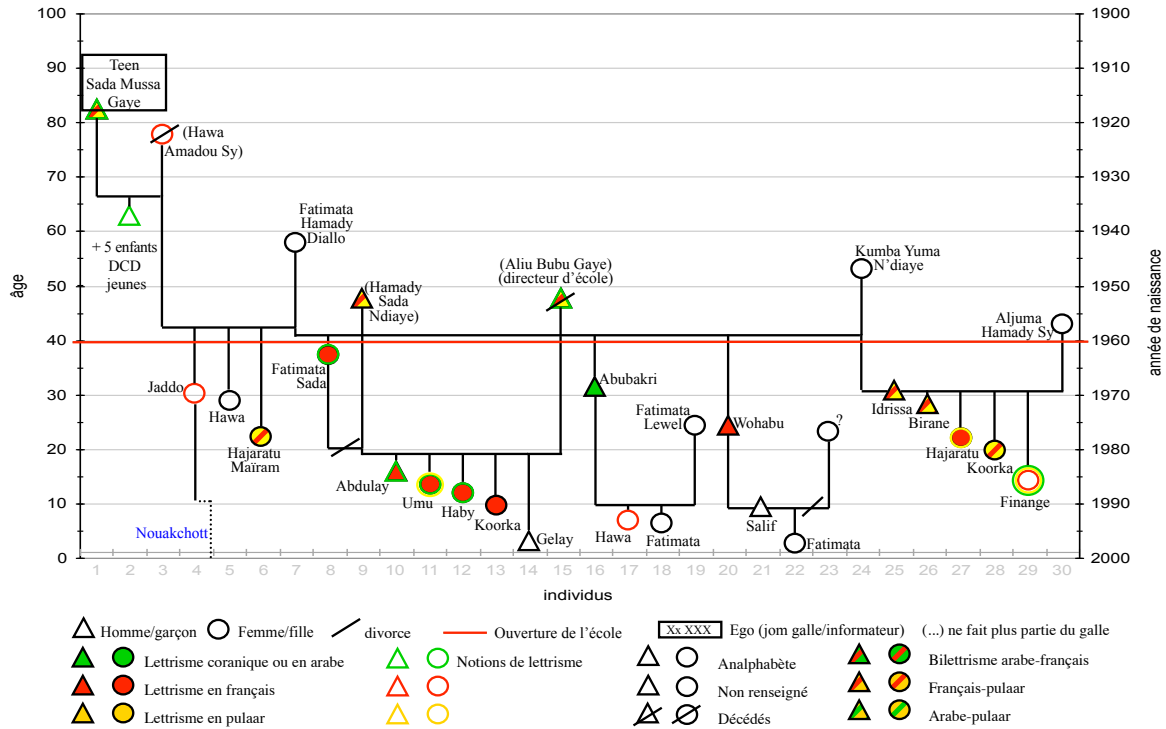 100
90
80
70
60
50
40
30
20
10
0
âge
1900
1910
1920
1930
1940
1950
1960
1970
1980
1990
2000
année de naissance
Teen
Sada Mussa
Gaye
(Hawa
Amadou Sy)
+ 5 enfants
DCD
jeunes
Fatimata
Hamady
Diallo
(Hamady
Sada
Ndiaye)
(Aliu Bubu Gaye)
(directeur d'école)
Kumba Yuma
N'diaye
Aljuma
Hamady Sy
Jaddo
Hawa
Hajaratu
Maïram
Fatimata
Sada
Abubakri
Fatimata
Lewel
Wohabu
?
Idrissa
Birane
Hajaratu
Koorka
Finange
Abdulay
Umu
Haby
Koorka
Gelay
Hawa
Fatimata
Salif
Fatimata
Nouakchott
1 2 3 4 5 6 7 8 9 10 11 12 13 14 15 16 17 18 19 20 21 22 23 24 25 26 27 28 29 30
individus
Homme/garçon Femme/fille divorce Ouverture de l'école Xx XXX Ego (jom galle/informateur) (...) ne fait plus partie du galle
Lettrisme coranique ou en arabe Notions de lettrisme Analphabète Bilettrisme arabe-français
Lettrisme en français Non renseigné Français-pulaar
Lettrisme en pulaar Décédés Arabe-pulaar